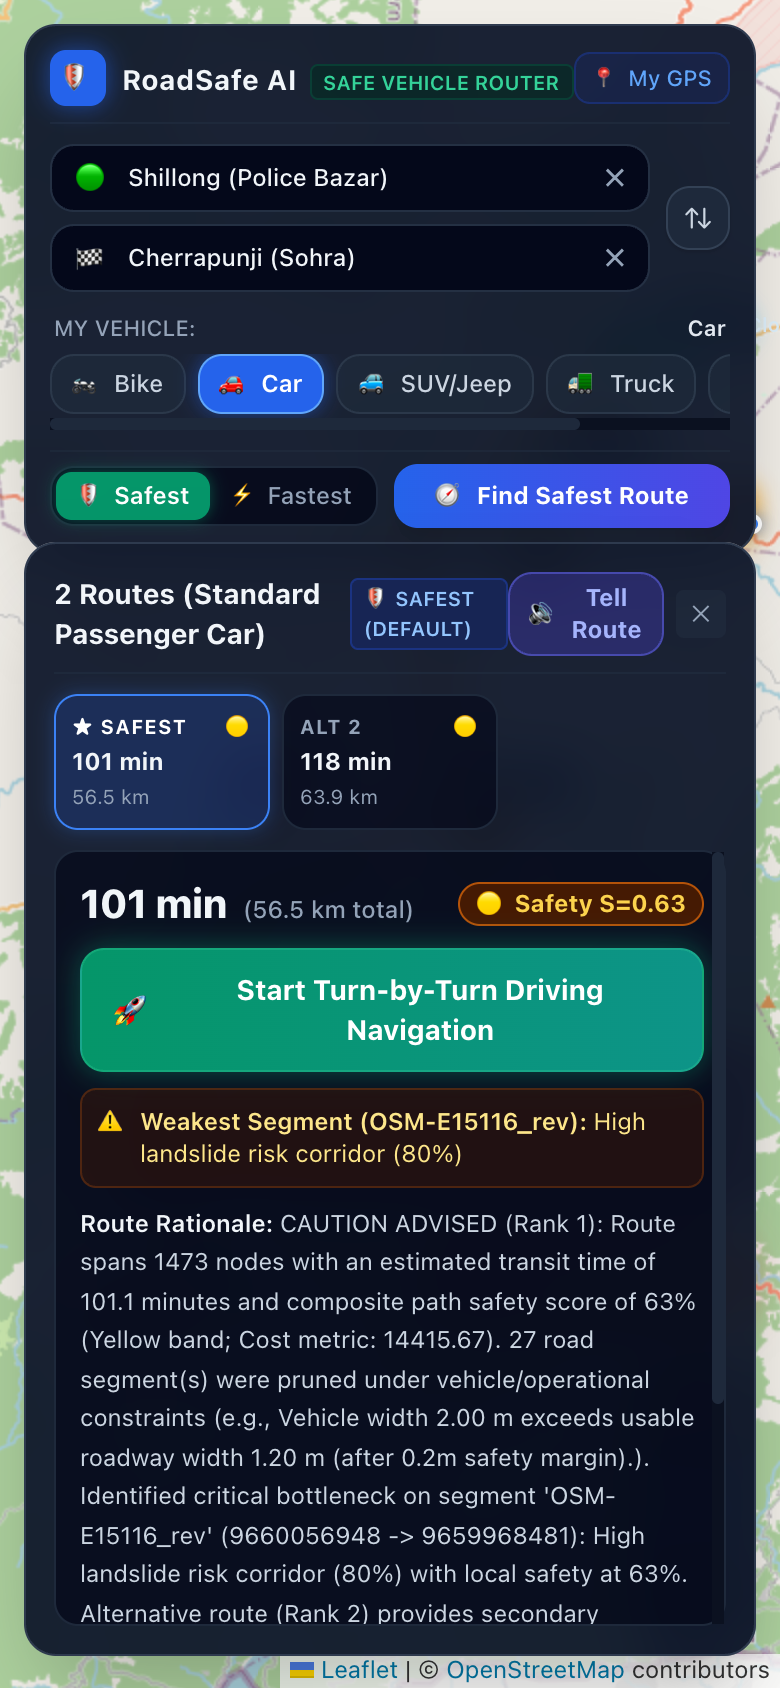 RoadSafe AI SAFE VEHICLE ROUTER My GPS
Shillong (Police Bazar)
Cherrapunji (Sohra)
MY VEHICLE: Car
Bike Car SUV/Jeep Truck
Safest Fastest Find Safest Route
2 Routes (Standard
Passenger Car)
SAFEST
(DEFAULT)
Tell
Route
SAFEST
101 min
56.5 km
ALT 2
118 min
63.9 km
101 min (56.5 km total) Safety S=0.63
Start Turn-by-Turn Driving
Navigation
Weakest Segment (OSM-E15116_rev): High
landslide risk corridor (80%)
Route Rationale: CAUTION ADVISED (Rank 1): Route
spans 1473 nodes with an estimated transit time of
101.1 minutes and composite path safety score of 63%
(Yellow band; Cost metric: 14415.67). 27 road
segment(s) were pruned under vehicle/operational
constraints (e.g., Vehicle width 2.00 m exceeds usable
roadway width 1.20 m (after 0.2m safety margin).).
Identified critical bottleneck on segment 'OSM-
E15116_rev' (9660056948 -> 9659968481): High
landslide risk corridor (80%) with local safety at 63%.
Alternative route (Rank 2) provides secondary
Leaflet | © OpenStreetMap contributors